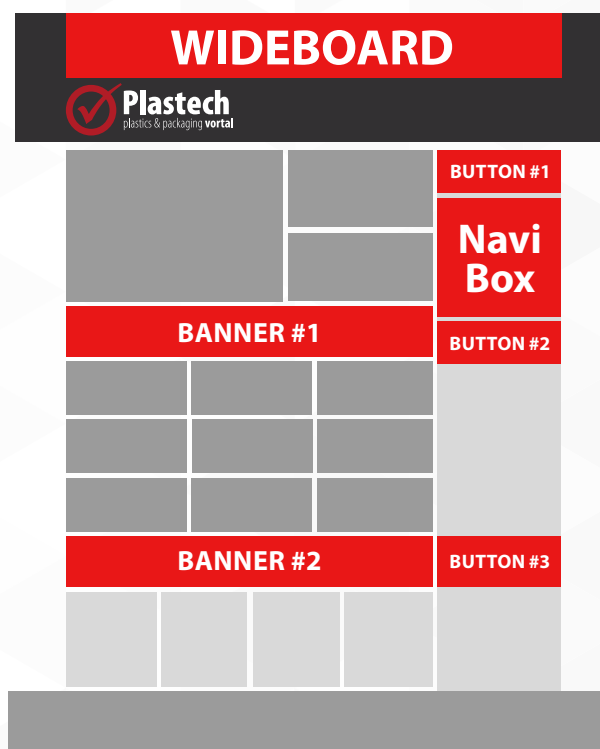 WIDEBOARD
Plastech
plastics & packaging vortal
BUTTON #1
Navi
Box
BANNER #1
BUTTON #2
BANNER #2
BUTTON #3